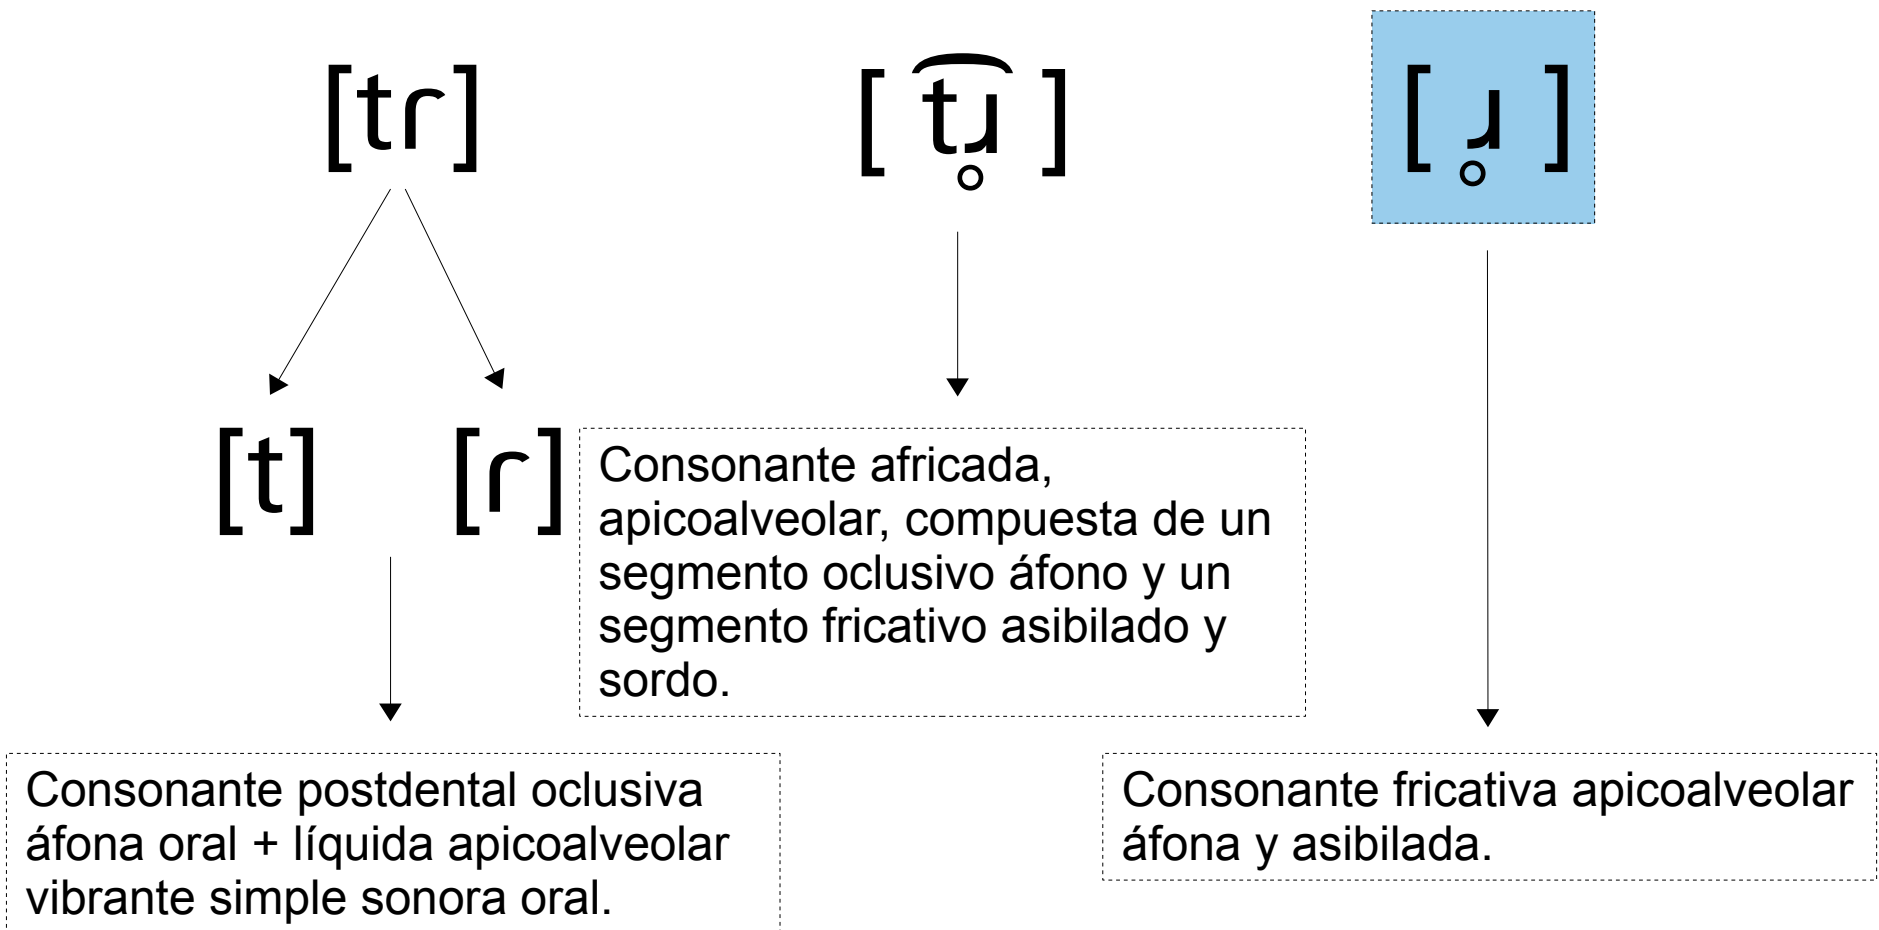 [tɾ]
[ t͡ɹ̥ ]
[ ɹ̥ ]
[t]
[ɾ]
Consonante africada,
apicoalveolar, compuesta de un
segmento oclusivo áfono y un
segmento fricativo asibilado y
sordo.
Consonante postdental oclusiva
áfona oral + líquida apicoalveolar
vibrante simple sonora oral.
Consonante fricativa apicoalveolar
áfona y asibilada.